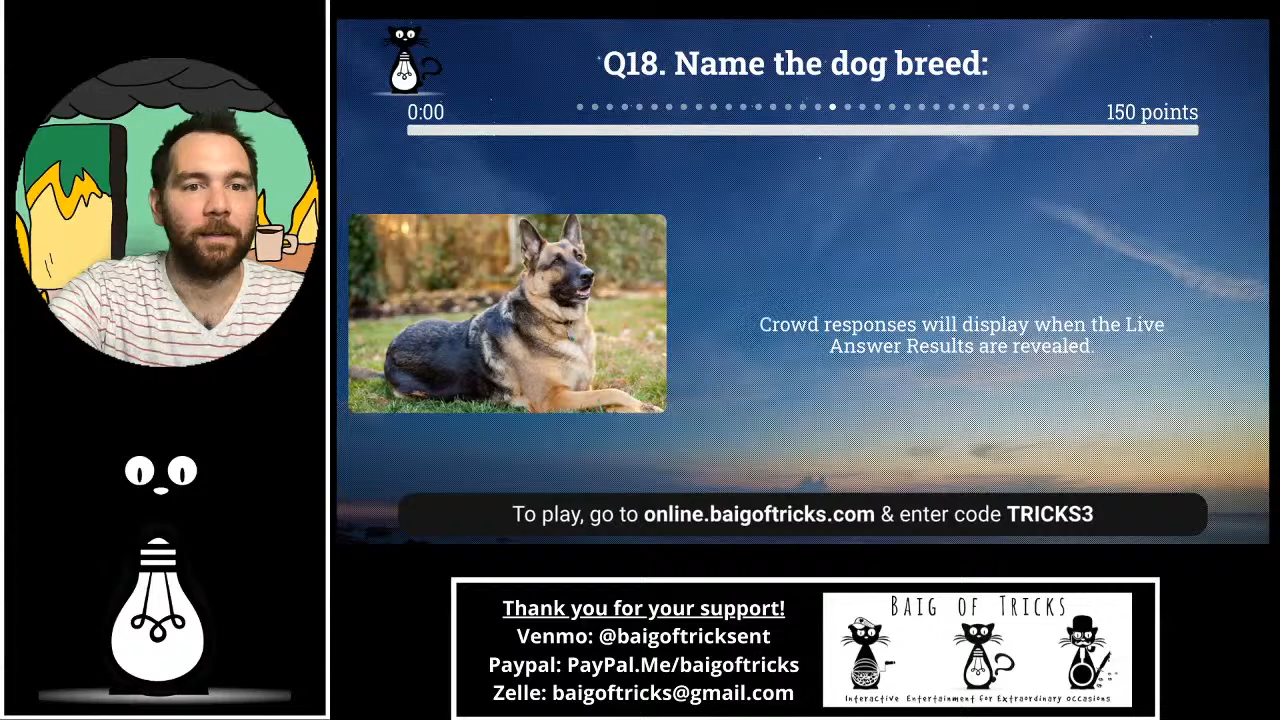 Q18. Name the dog breed:
0:00
150 points
Crowd responses will display when the Live
Answer Results are revealed
To play, go to online.baigoftricks.com & enter code TRICKS3
Thank you for your support!
Venmo: @baigoftricksent
Paypal: PayPal.Me/baigoftricks
Zelle: baigoftricks@gmail.com
BAIG OF TRICKS
Interactive Entertainment for Extraordinary occasions